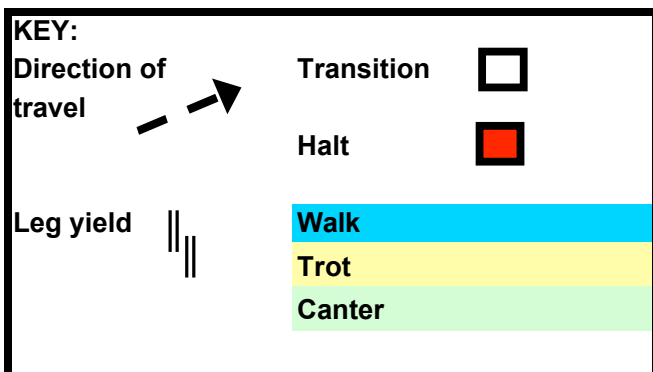 KEY:
Direction of
travel
Transition
Halt
Leg yield
Walk
Trot
Canter